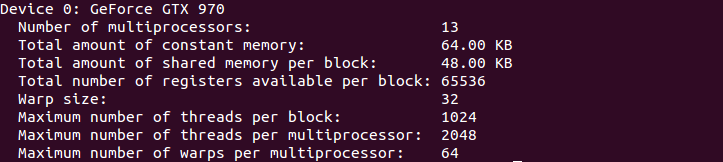 Device 0: GeForce GTX 970
Number of multiprocessors: 13
Total amount of constant memory: 64.00 KB
Total amount of shared memory per block: 48.00 KB
Total number of registers available per block: 65536
Warp size: 32
Maximum number of threads per block: 1024
Maximum number of threads per multiprocessor: 2048
Maximum number of warps per multiprocessor: 64